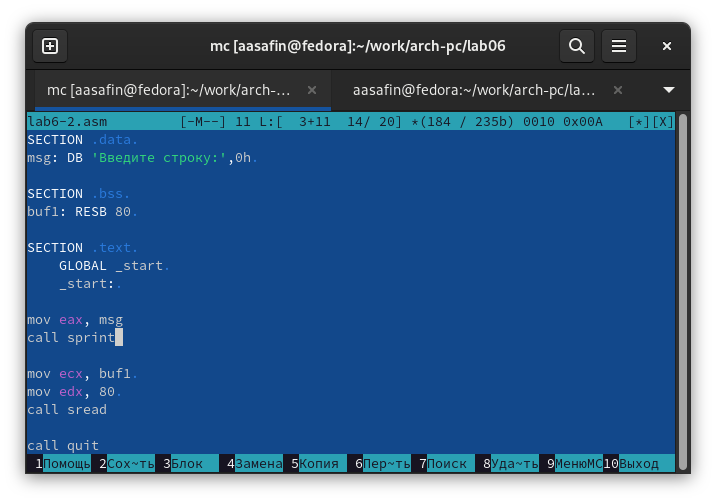 mc [aasafin@fedora]:~/work/arch-pc/lab06
mc [aasafin@fedora]:~/work/arch-... × aasafin@fedora:~/work/arch-pc/la... ×
lab6-2.asm [-M--] 11 L:[ 3+11 14/ 20] *(184 / 235b) 0010 0x00A [*][X]
SECTION .data.
msg: DB 'Введите строку:',0h.
SECTION .bss.
buf1: RESB 80.
SECTION .text.
GLOBAL _start.
_start:.
mov eax, msg
call sprint
mov ecx, buf1.
mov edx, 80.
call sread
call quit
1Помощь 2Сох~ть 3Блок 4Замена 5Копия 6Пер~ть 7Поиск 8Уда~ть 9МенюMC 10Выход